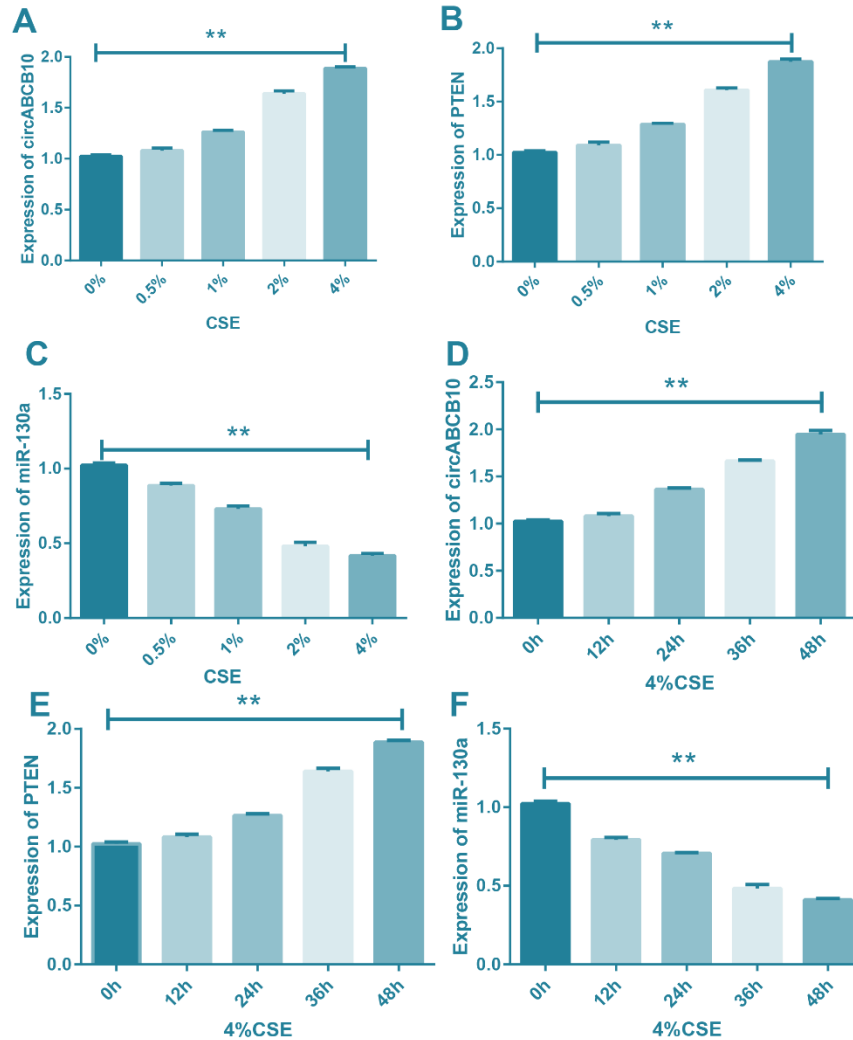 A
**
Expression of circABCB10
2.0
1.5
1.0
0.5
0.0
0% 0.5% 1% 2% 4%
CSE
B
**
Expression of PTEN
2.0
1.5
1.0
0.5
0.0
0% 0.5% 1% 2% 4%
CSE
C
**
Expression of miR-130a
1.5
1.0
0.5
0.0
0% 0.5% 1% 2% 4%
CSE
D
**
Expression of circABCB10
2.5
2.0
1.5
1.0
0.5
0.0
0h 12h 24h 36h 48h
4%CSE
E
**
Expression of PTEN
2.0
1.5
1.0
0.5
0.0
0h 12h 24h 36h 48h
4%CSE
F
**
Expression of miR-130a
1.5
1.0
0.5
0.0
0h 12h 24h 36h 48h
4%CSE